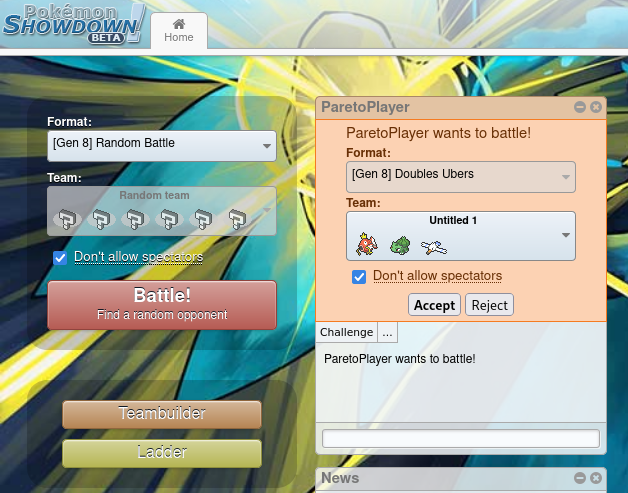 Pokémon
SHOWDOWN!
BETA
Home
Format:
[Gen 8] Random Battle
Team:
Random team
Don't allow spectators
Battle!
Find a random opponent
Teambuilder
Ladder
ParetoPlayer
ParetoPlayer wants to battle!
Format:
[Gen 8] Doubles Ubers
Team:
Untitled 1
Don't allow spectators
Accept Reject
Challenge ...
ParetoPlayer wants to battle!
News